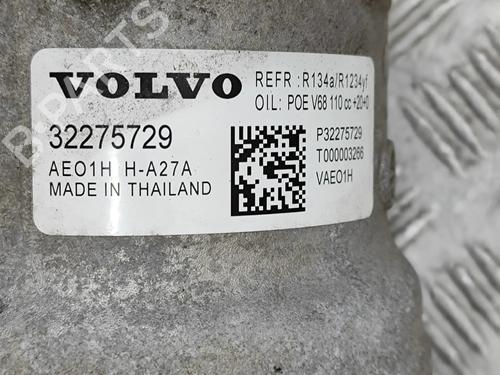 VOLVO
REFR : R134a/R1234yf
OIL: POE V68 110 cc +20+0
32275729
AEO1H H-A27A
MADE IN THAILAND
P32275729
T000003266
VAEO1H